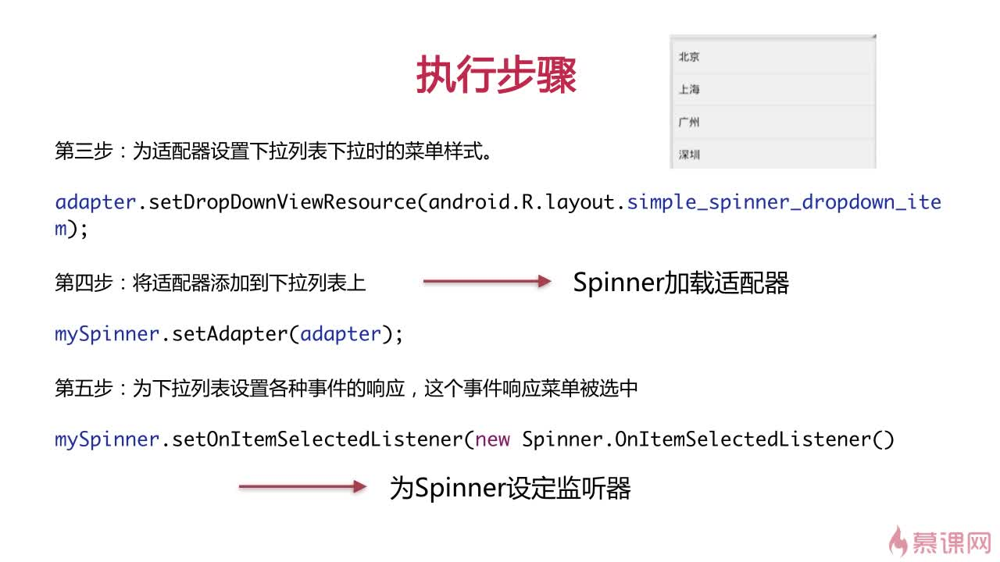 执行步骤
北京
上海
广州
深圳
第三步：为适配器设置下拉列表下拉时的菜单样式。
adapter.setDropDownViewResource(android.R.layout.simple_spinner_dropdown_ite
m);
第四步：将适配器添加到下拉列表上
Spinner加载适配器
mySpinner.setAdapter(adapter);
第五步：为下拉列表设置各种事件的响应，这个事件响应菜单被选中
mySpinner.setOnItemSelectedListener(new Spinner.OnItemSelectedListener()
为Spinner设定监听器
慕课网